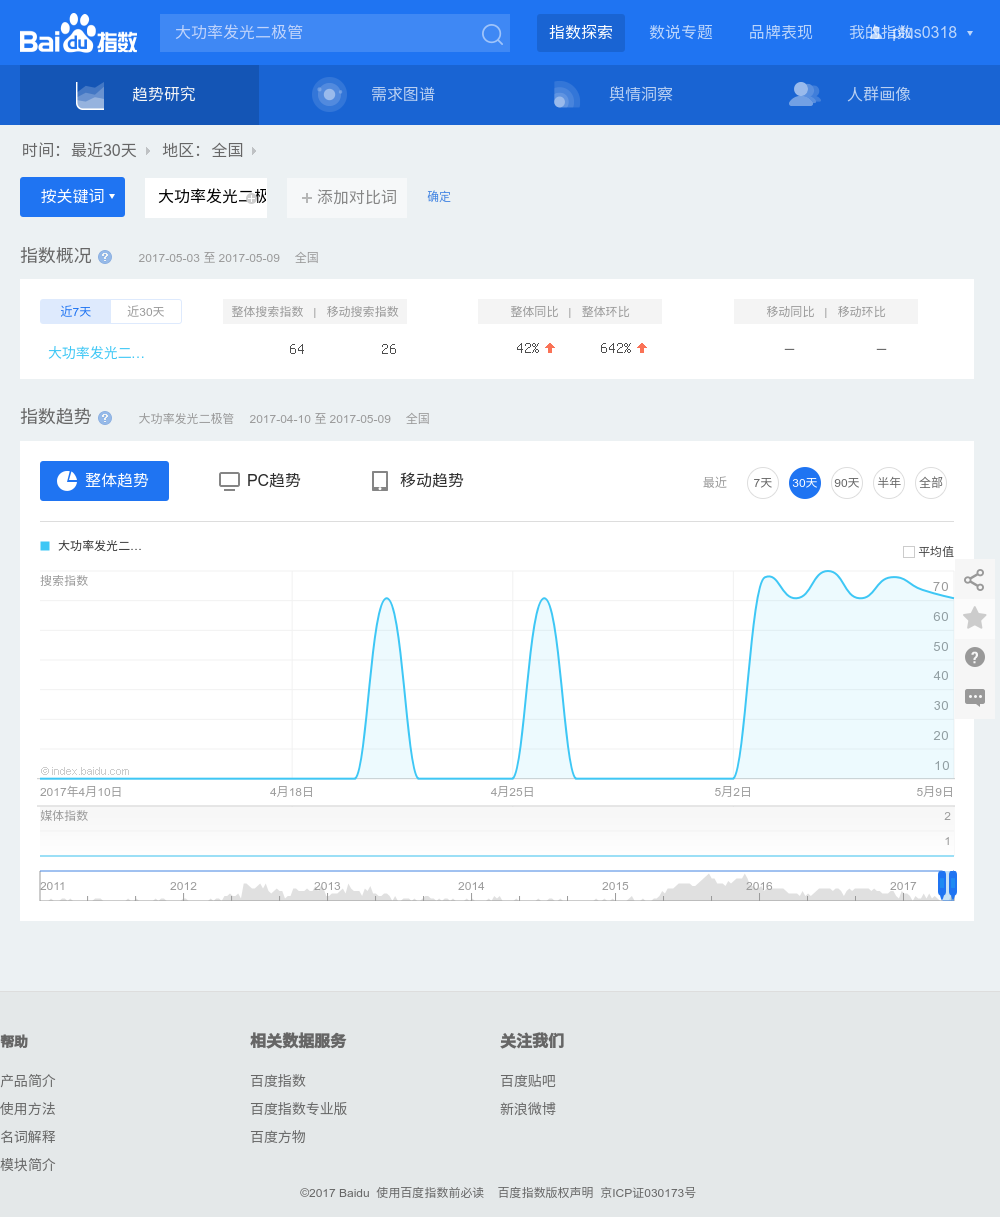 Bai du 指数
大功率发光二极管
指数探索 数说专题 品牌表现 我的指数 plus0318
趋势研究 需求图谱 舆情洞察 人群画像
时间: 最近30天 地区: 全国
按关键词 大功率发光二极 + 添加对比词 确定
指数概况 ? 2017-05-03 至 2017-05-09 全国
近7天 近30天 整体搜索指数 | 移动搜索指数 整体同比 | 整体环比 移动同比 | 移动环比
大功率发光二... 64 26 42% 642% — —
指数趋势 ? 大功率发光二极管 2017-04-10 至 2017-05-09 全国
整体趋势 PC趋势 移动趋势 最近 7天 30天 90天 半年 全部
大功率发光二...
平均值
搜索指数
70
60
50
40
30
20
10
©index.baidu.com
2017年4月10日 4月18日 4月25日 5月2日 5月9日
媒体指数 2
1
2011 2012 2013 2014 2015 2016 2017
帮助 相关数据服务 关注我们
产品简介 百度指数 百度贴吧
使用方法 百度指数专业版 新浪微博
名词解释 百度方物
模块简介
©2017 Baidu 使用百度指数前必读 百度指数版权声明 京ICP证030173号